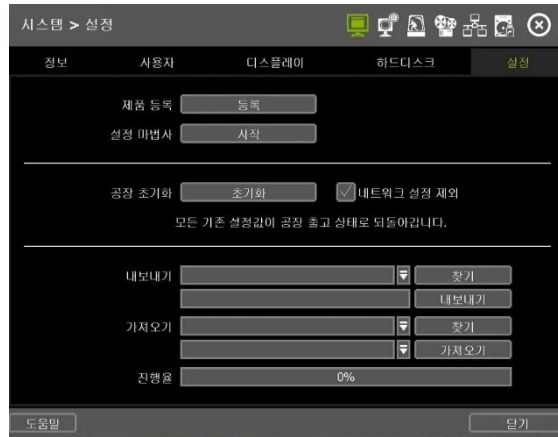 시스템 > 설정
정보 사용자 디스플레이 하드디스크 설정
제품 등록 등록
설정 마법사 시작
공장 초기화 초기화 네트워크 설정 제외
모든 기존 설정값이 공장 출고 상태로 되돌아갑니다.
내보내기 찾기
내보내기
가져오기 찾기
가져오기
진행율 0%
도움말 닫기